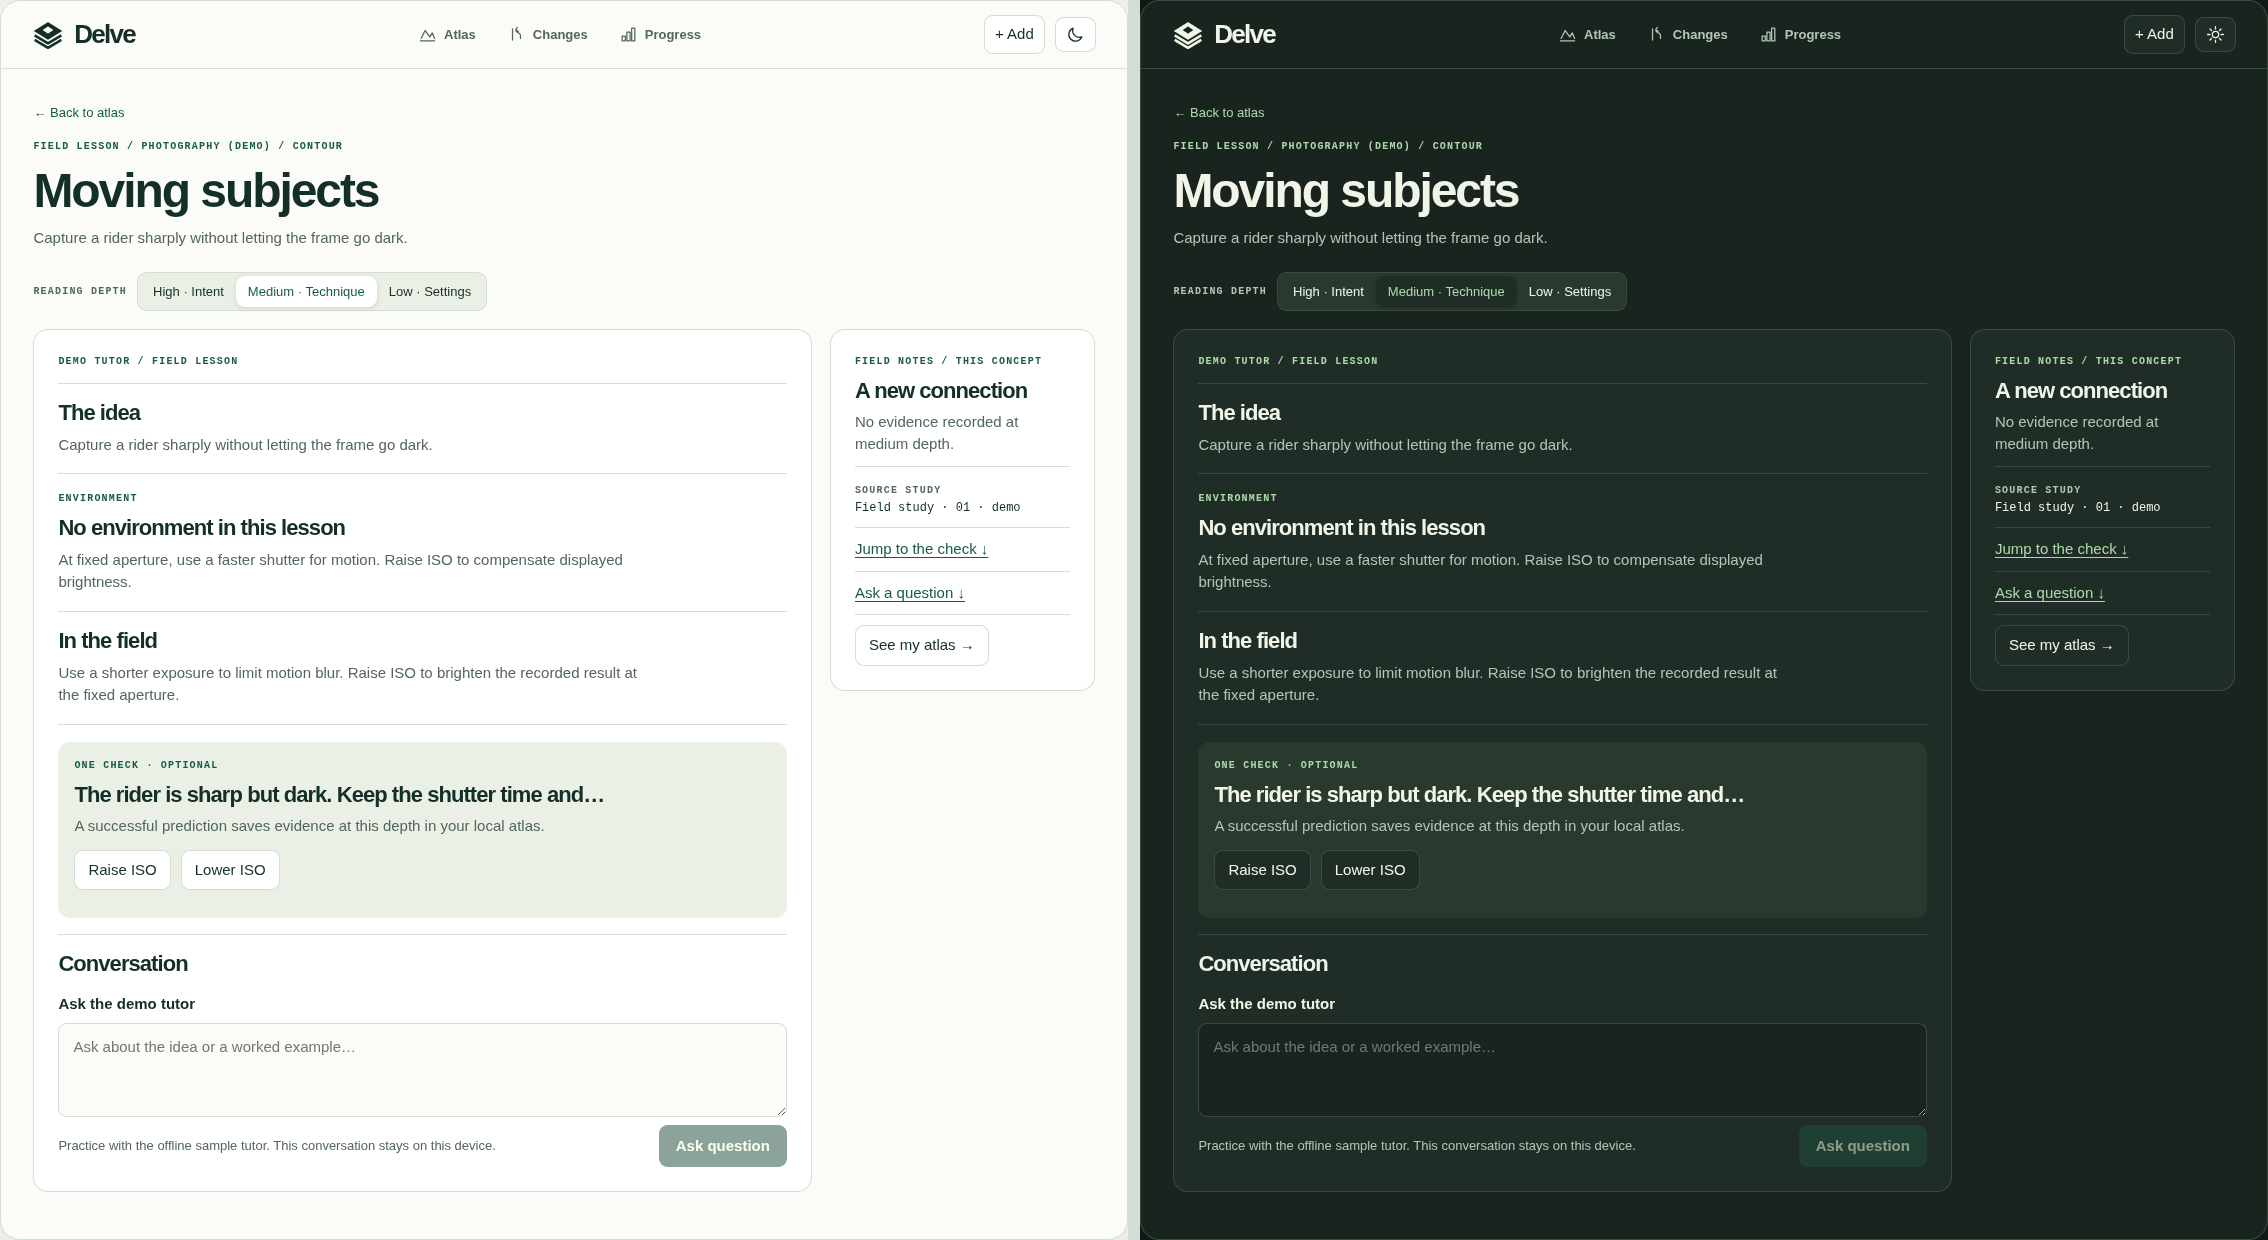 Delve
Atlas
Changes
Progress
+ Add
← Back to atlas
FIELD LESSON / PHOTOGRAPHY (DEMO) / CONTOUR
Moving subjects
Capture a rider sharply without letting the frame go dark.
READING DEPTH
High · Intent
Medium · Technique
Low · Settings
DEMO TUTOR / FIELD LESSON
The idea
Capture a rider sharply without letting the frame go dark.
ENVIRONMENT
No environment in this lesson
At fixed aperture, use a faster shutter for motion. Raise ISO to compensate displayed
brightness.
In the field
Use a shorter exposure to limit motion blur. Raise ISO to brighten the recorded result at
the fixed aperture.
ONE CHECK · OPTIONAL
The rider is sharp but dark. Keep the shutter time and…
A successful prediction saves evidence at this depth in your local atlas.
Raise ISO
Lower ISO
Conversation
Ask the demo tutor
Ask about the idea or a worked example…
Practice with the offline sample tutor. This conversation stays on this device.
Ask question
FIELD NOTES / THIS CONCEPT
A new connection
No evidence recorded at
medium depth.
SOURCE STUDY
Field study · 01 · demo
Jump to the check ↓
Ask a question ↓
See my atlas →
Delve
Atlas
Changes
Progress
+ Add
← Back to atlas
FIELD LESSON / PHOTOGRAPHY (DEMO) / CONTOUR
Moving subjects
Capture a rider sharply without letting the frame go dark.
READING DEPTH
High · Intent
Medium · Technique
Low · Settings
DEMO TUTOR / FIELD LESSON
The idea
Capture a rider sharply without letting the frame go dark.
ENVIRONMENT
No environment in this lesson
At fixed aperture, use a faster shutter for motion. Raise ISO to compensate displayed
brightness.
In the field
Use a shorter exposure to limit motion blur. Raise ISO to brighten the recorded result at
the fixed aperture.
ONE CHECK · OPTIONAL
The rider is sharp but dark. Keep the shutter time and…
A successful prediction saves evidence at this depth in your local atlas.
Raise ISO
Lower ISO
Conversation
Ask the demo tutor
Ask about the idea or a worked example…
Practice with the offline sample tutor. This conversation stays on this device.
Ask question
FIELD NOTES / THIS CONCEPT
A new connection
No evidence recorded at
medium depth.
SOURCE STUDY
Field study · 01 · demo
Jump to the check ↓
Ask a question ↓
See my atlas →